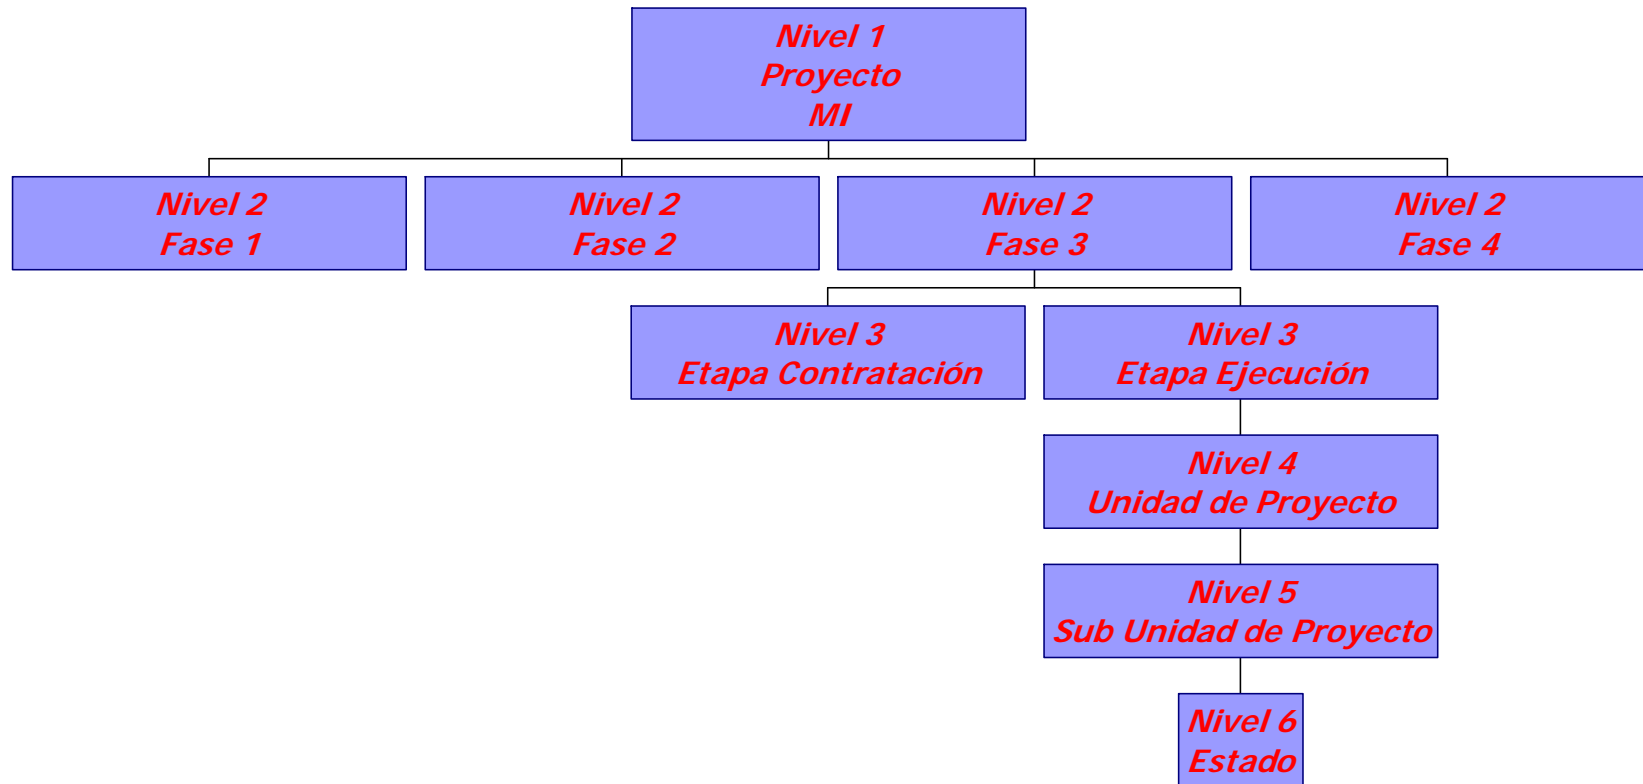 Nivel 1
Proyecto
MI
Nivel 2
Fase 1
Nivel 2
Fase 2
Nivel 2
Fase 3
Nivel 2
Fase 4
Nivel 3
Etapa Contratación
Nivel 3
Etapa Ejecución
Nivel 4
Unidad de Proyecto
Nivel 5
Sub Unidad de Proyecto
Nivel 6
Estado